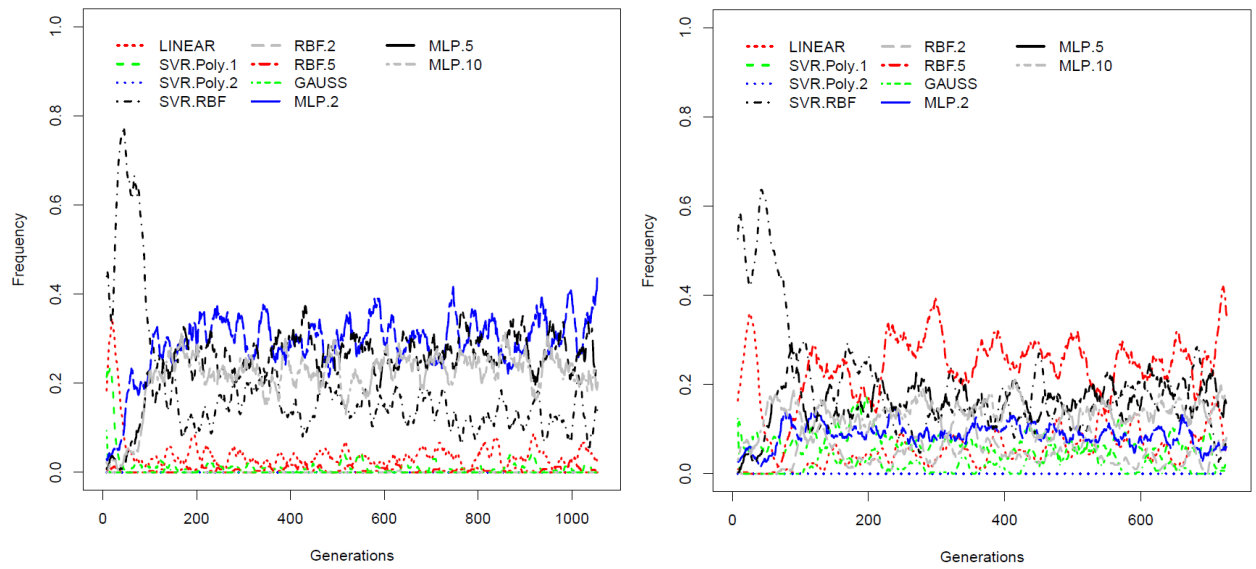 1.0
0.8
0.6
0.4
0.2
0.0
Frequency
LINEAR
SVR.Poly.1
SVR.Poly.2
SVR.RBF
RBF.2
RBF.5
GAUSS
MLP.2
MLP.5
MLP.10
0 200 400 600 800 1000
Generations
1.0
0.8
0.6
0.4
0.2
0.0
Frequency
LINEAR
SVR.Poly.1
SVR.Poly.2
SVR.RBF
RBF.2
RBF.5
GAUSS
MLP.2
MLP.5
MLP.10
0 200 400 600
Generations